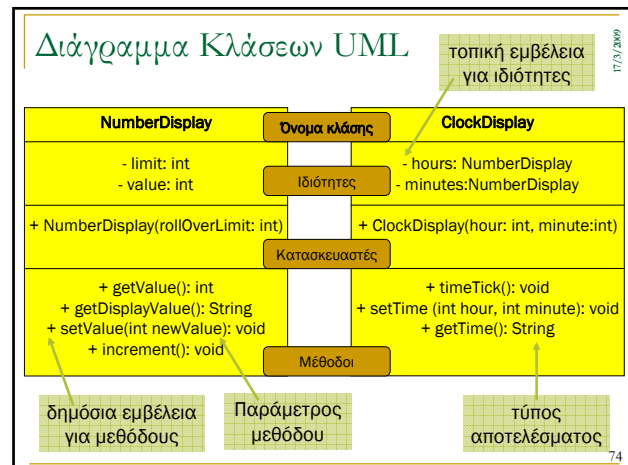 Διάγραμμα Κλάσεων UML
τοπική εμβέλεια
για ιδιότητες
17/3/2009
NumberDisplay
Όνομα κλάσης
ClockDisplay
- limit: int
- value: int
Ιδιότητες
- hours: NumberDisplay
- minutes:NumberDisplay
+ NumberDisplay(rollOverLimit: int)
+ ClockDisplay(hour: int, minute:int)
Κατασκευαστές
+ getValue(): int
+ getDisplayValue(): String
+ setValue(int newValue): void
+ increment(): void
+ timeTick(): void
+ setTime (int hour, int minute): void
+ getTime(): String
Μέθοδοι
δημόσια εμβέλεια
για μεθόδους
Παράμετρος
μεθόδου
τύπος
αποτελέσματος
74